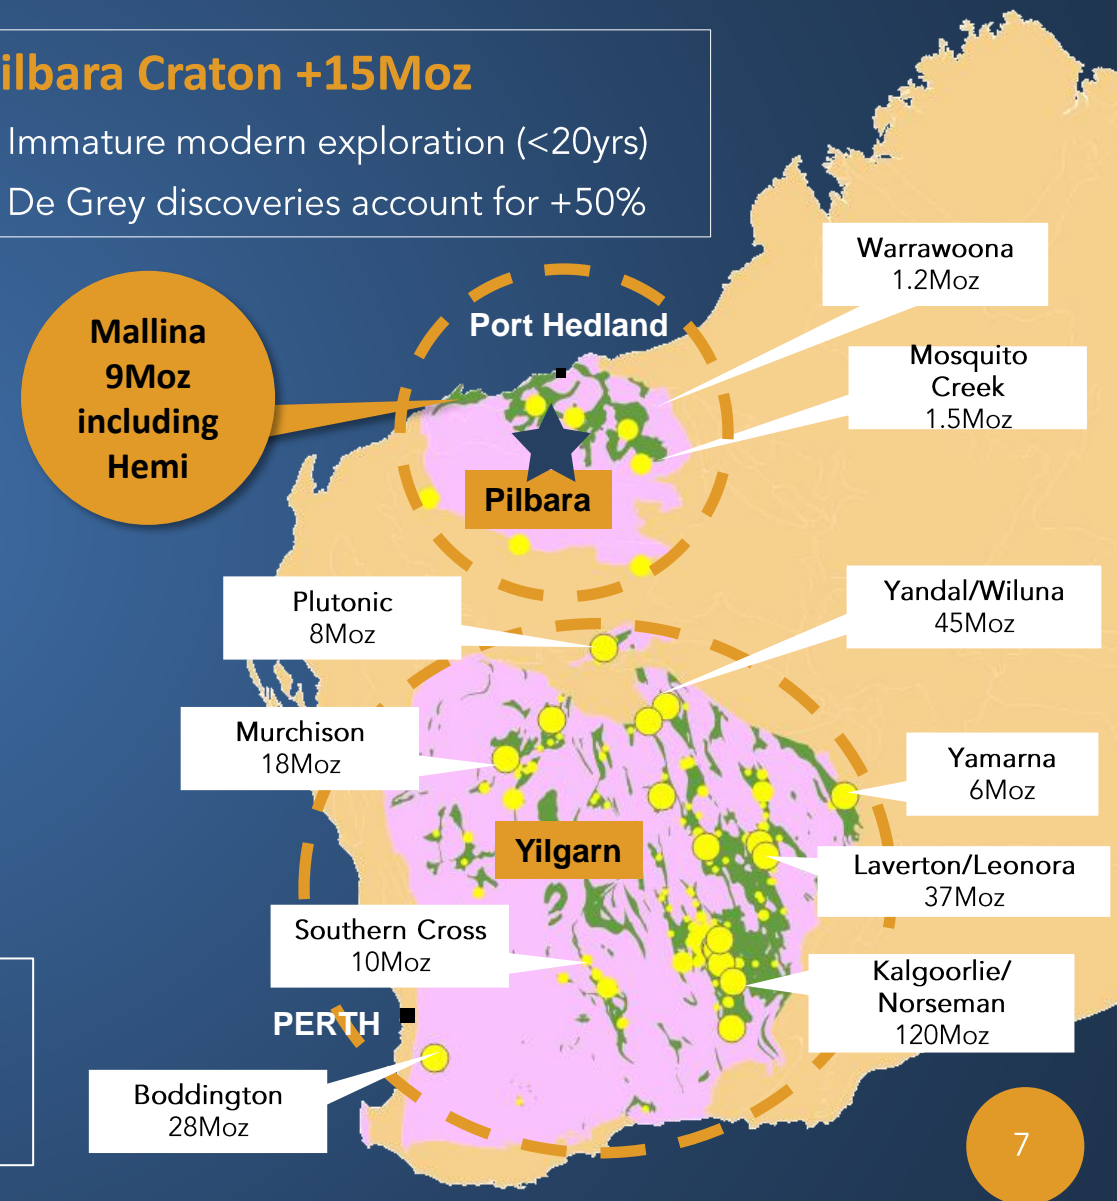 ilbara Craton +15Moz
Immature modern exploration (<20yrs)
De Grey discoveries account for +50%
Warrawoona
1.2Moz
Port Hedland
Mallina
9Moz
including
Hemi
Mosquito
Creek
1.5Moz
Pilbara
Plutonic
8Moz
Yandal/Wiluna
45Moz
Murchison
18Moz
Yamarna
6Moz
Yilgarn
Laverton/Leonora
37Moz
Southern Cross
10Moz
Kalgoorlie/
Norseman
120Moz
PERTH
Boddington
28Moz
7